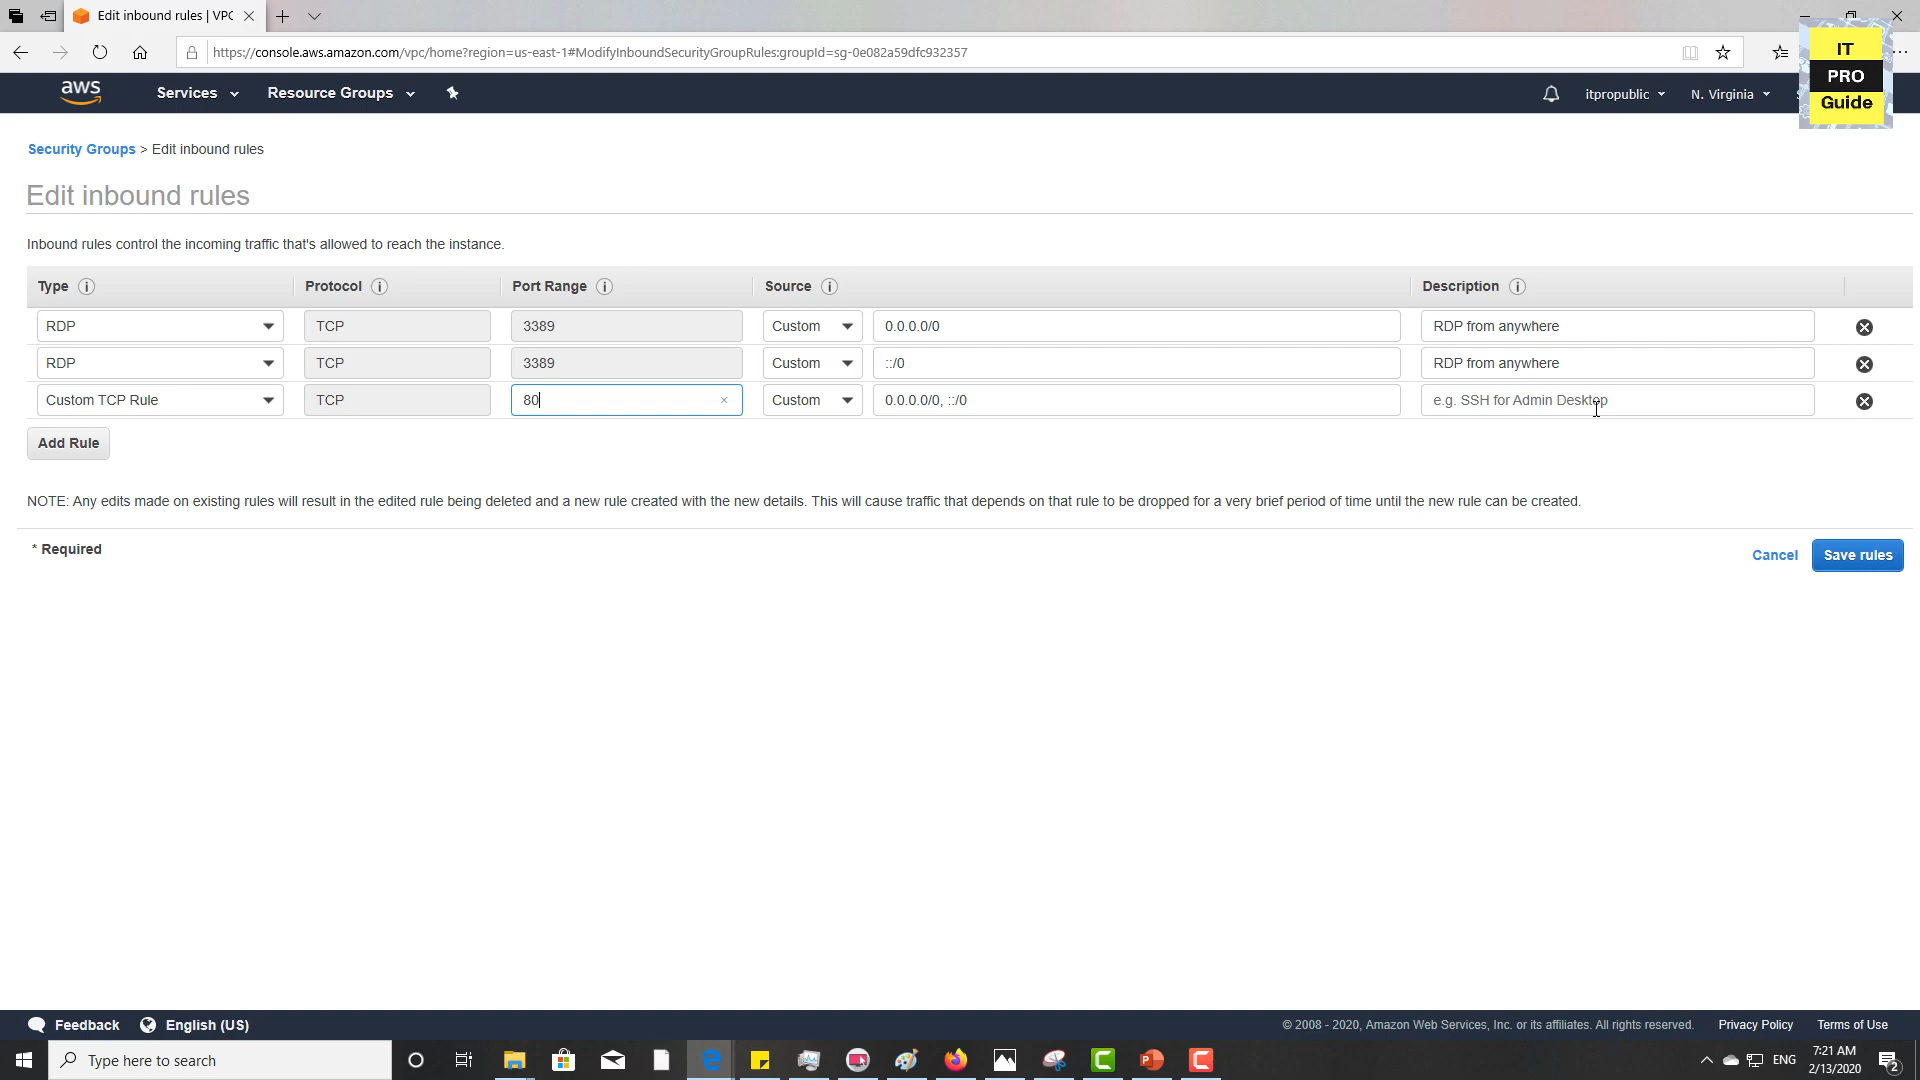 Edit inbound rules | VPC
https://console.aws.amazon.com/vpc/home?region=us-east-1#ModifyInboundSecurityGroupRules:groupId=sg-0e082a59dfc932357
IT
PRO
Guide
aws Services Resource Groups itpropublic N. Virginia
Security Groups > Edit inbound rules
Edit inbound rules
Inbound rules control the incoming traffic that's allowed to reach the instance.
Type Protocol Port Range Source Description
RDP TCP 3389 Custom 0.0.0.0/0 RDP from anywhere
RDP TCP 3389 Custom ::/0 RDP from anywhere
Custom TCP Rule TCP 80 Custom 0.0.0.0/0, ::/0 e.g. SSH for Admin Desktop
Add Rule
NOTE: Any edits made on existing rules will result in the edited rule being deleted and a new rule created with the new details. This will cause traffic that depends on that rule to be dropped for a very brief period of time until the new rule can be created.
* Required
Cancel Save rules
Feedback English (US) © 2008 - 2020, Amazon Web Services, Inc. or its affiliates. All rights reserved. Privacy Policy Terms of Use
Type here to search ENG 7:21 AM
2/13/2020 2